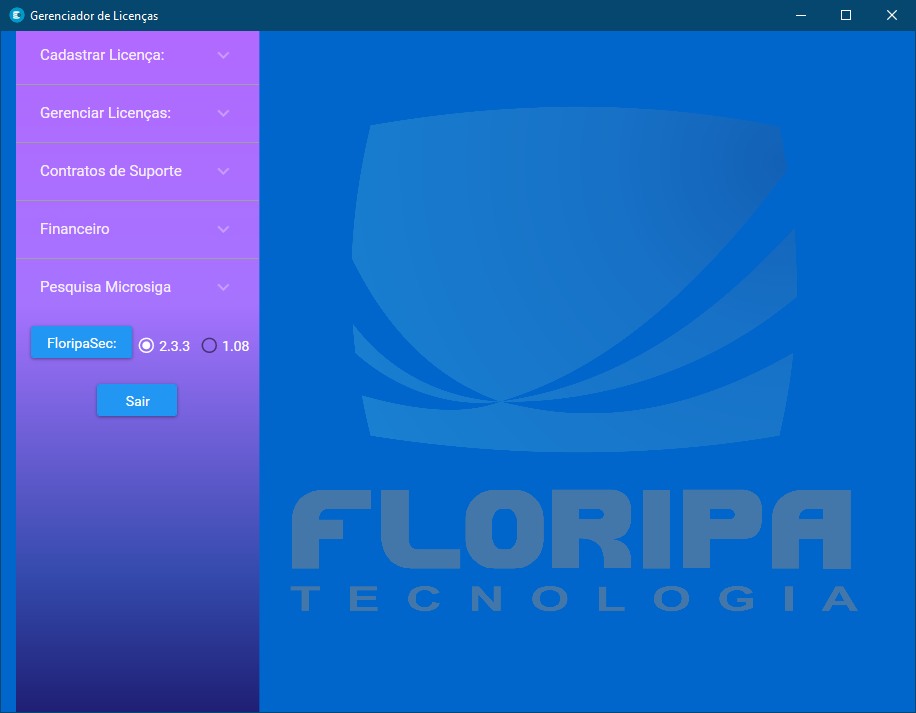 Gerenciador de Licenças
Cadastrar Licença:
Gerenciar Licenças:
Contratos de Suporte
Financeiro
Pesquisa Microsiga
FloripaSec: 2.3.3 1.08
Sair
FLORIPA
TECNOLOGIA